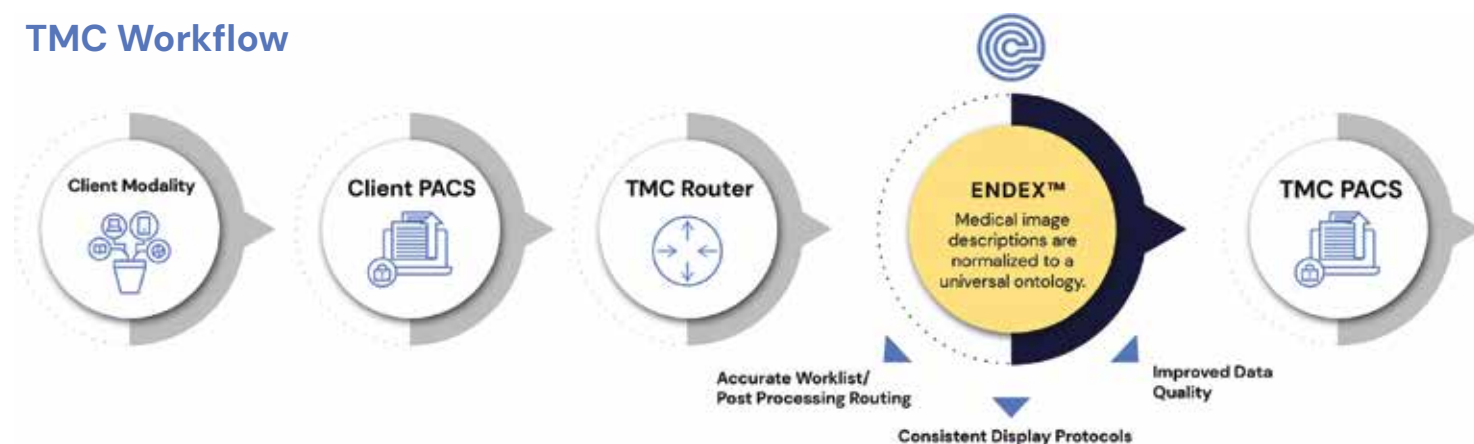 TMC Workflow
Client Modality
Client PACS
TMC Router
ENDEX™
Medical image
descriptions are
normalized to a
universal ontology.
TMC PACS
Accurate Worklist/
Post Processing Routing
Consistent Display Protocols
Improved Data
Quality